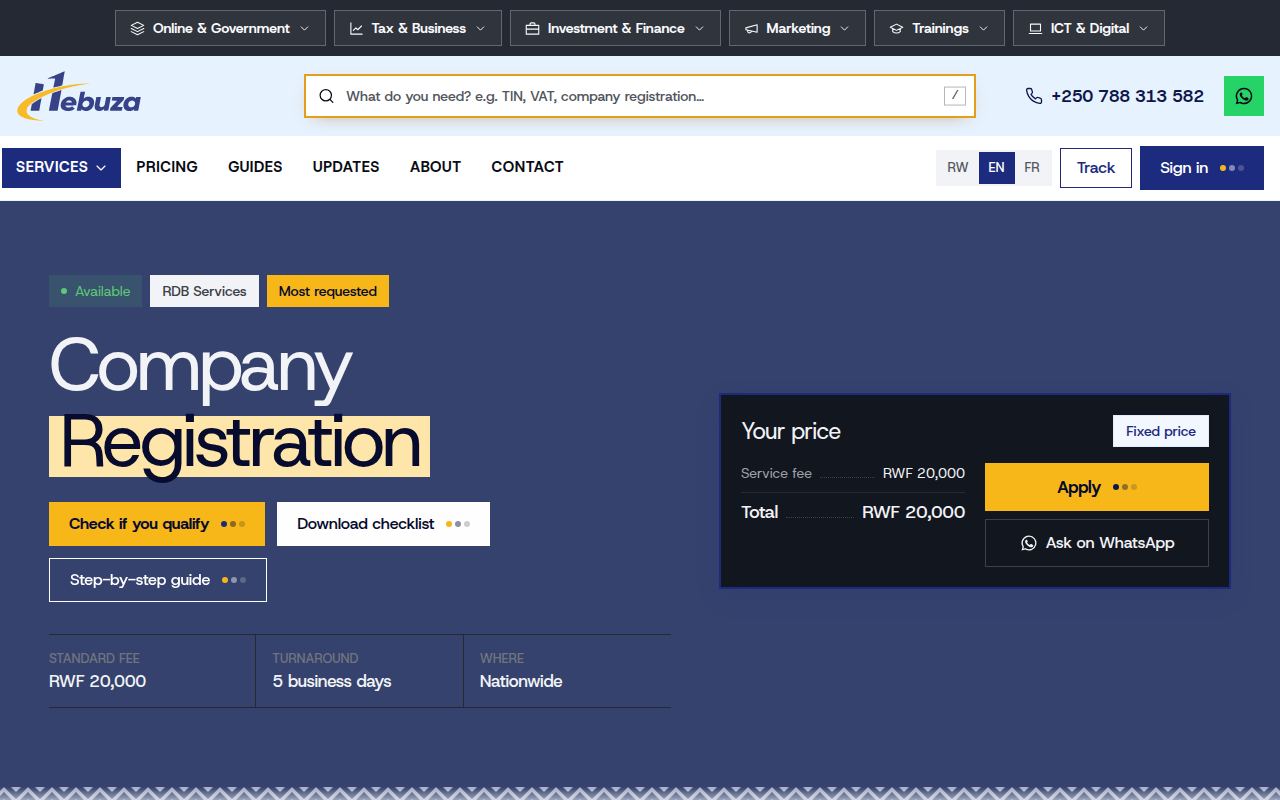 Online & Government
Tax & Business
Investment & Finance
Marketing
Trainings
ICT & Digital
Hebuza
What do you need? e.g. TIN, VAT, company registration…
/
+250 788 313 582
SERVICES
PRICING
GUIDES
UPDATES
ABOUT
CONTACT
RW
EN
FR
Track
Sign in
Available
RDB Services
Most requested
Company
Registration
Check if you qualify
Download checklist
Step-by-step guide
STANDARD FEE
RWF 20,000
TURNAROUND
5 business days
WHERE
Nationwide
Your price
Fixed price
Service fee RWF 20,000
Total RWF 20,000
Apply
Ask on WhatsApp